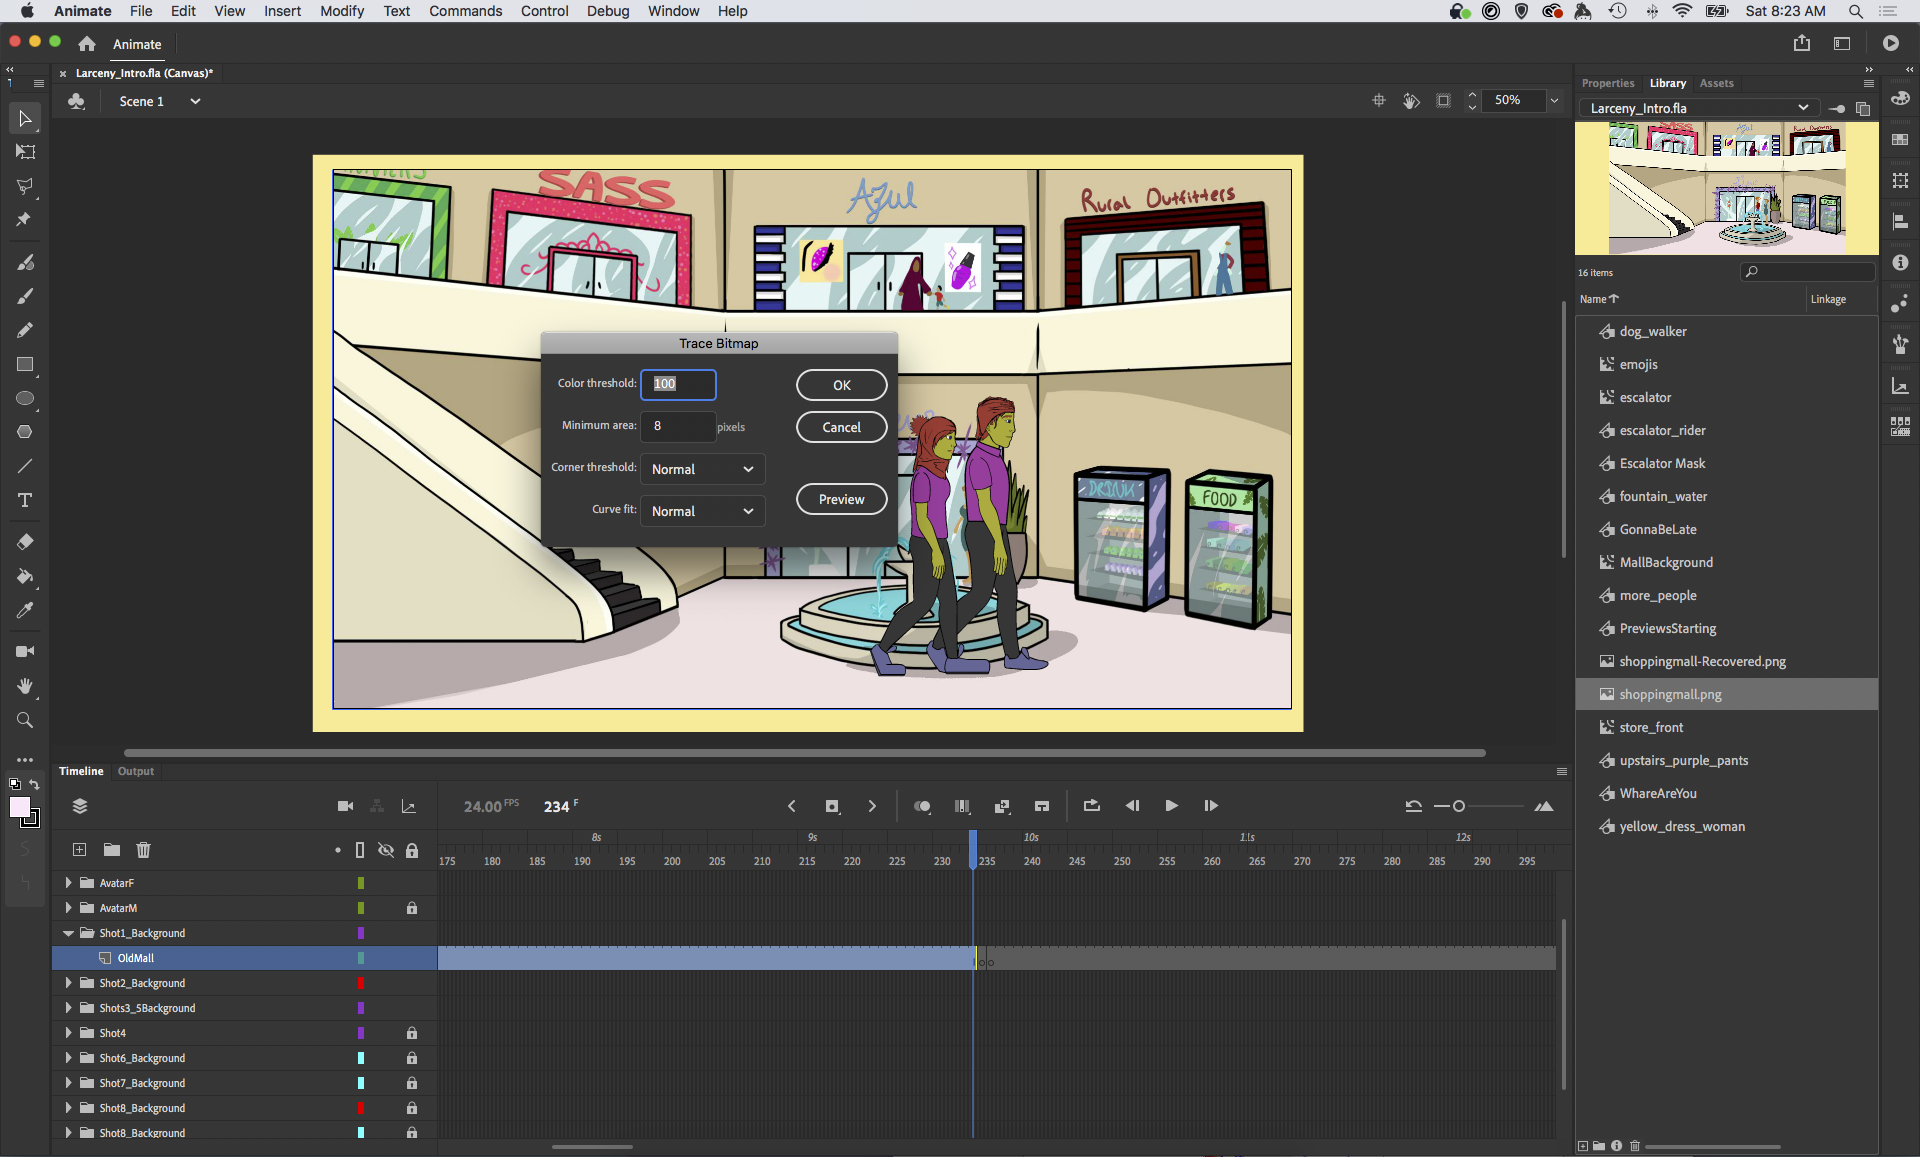 Animate File Edit View Insert Modify Text Commands Control Debug Window Help
Sat 8:23 AM
Animate
Larceny_Intro.fla (Canvas)*
Scene 1
50%
SASS
Azul
Rural Outfitters
DRINK
FOOD
Trace Bitmap
Color threshold: 100
OK
Minimum area: 8 pixels
Cancel
Corner threshold: Normal
Preview
Curve fit: Normal
Properties Library Assets
Larceny_Intro.fla
16 items
Name Linkage
dog_walker
emojis
escalator
escalator_rider
Escalator Mask
fountain_water
GonnaBeLate
MallBackground
more_people
PreviewsStarting
shoppingmall-Recovered.png
shoppingmall.png
store_front
upstairs_purple_pants
WhareAreYou
yellow_dress_woman
Timeline Output
24.00 FPS 234 F
8s 9s 10s 11s 12s
175 180 185 190 195 200 205 210 215 220 225 230 235 240 245 250 255 260 265 270 275 280 285 290 295
AvatarF
AvatarM
Shot1_Background
OldMall
Shot2_Background
Shots3_5Background
Shot4
Shot6_Background
Shot7_Background
Shot8_Background
Shot8_Background